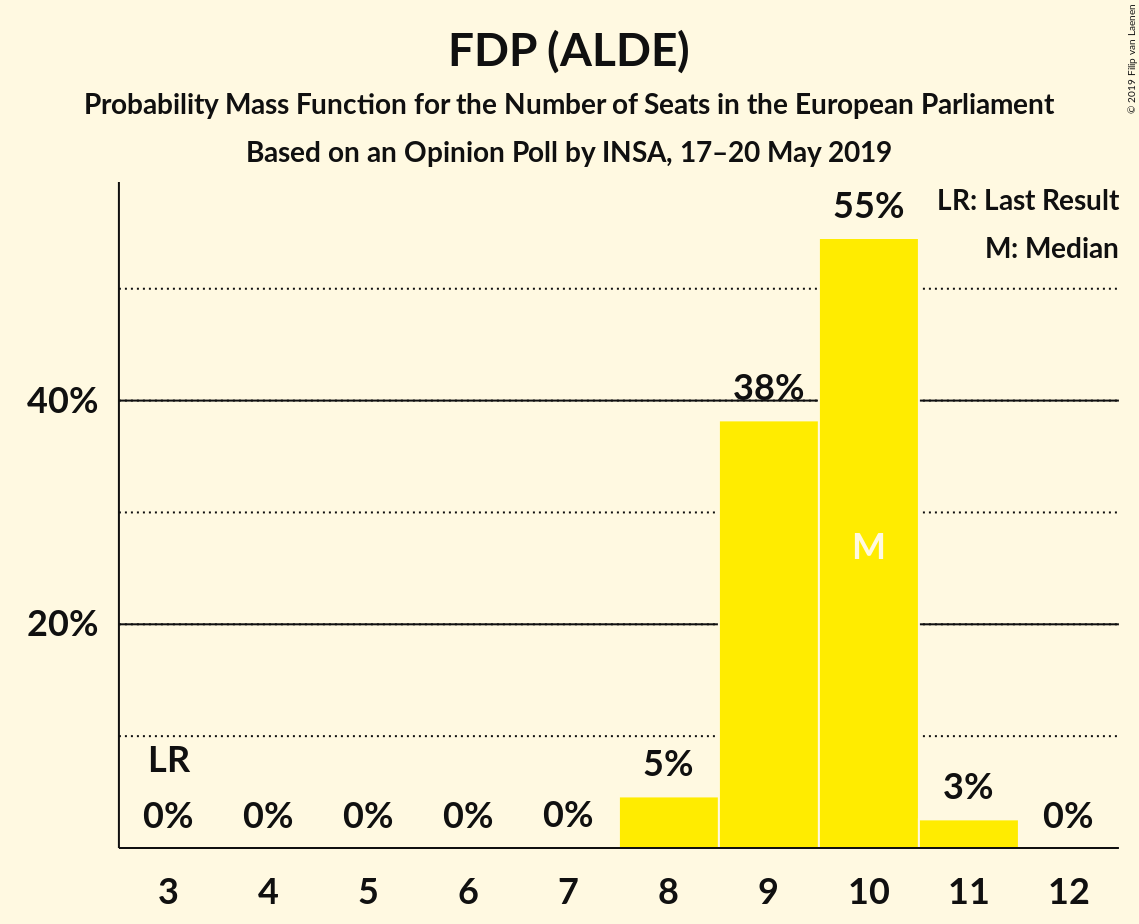 FDP (ALDE)
Probability Mass Function for the Number of Seats in the European Parliament
Based on an Opinion Poll by INSA, 17–20 May 2019
© 2019 Filip van Laenen
LR: Last Result
M: Median
55%
38%
40%
M
20%
LR
5%
3%
0% 0% 0% 0% 0% 0%
3 4 5 6 7 8 9 10 11 12